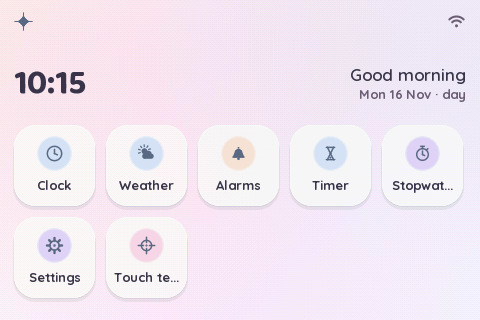 10:15
Good morning
Mon 16 Nov · day
Clock
Weather
Alarms
Timer
Stopwat...
Settings
Touch te...